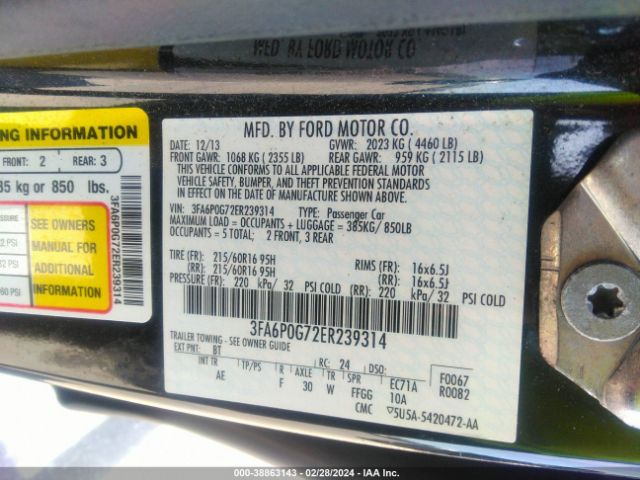 MFD. BY FORD MOTOR CO.
NG INFORMATION
FRONT: 2 REAR: 3
85 kg or 850 lbs.
SEE OWNERS
MANUAL FOR
ADDITIONAL
INFORMATION
2 PSI
2 PSI
60 PSI
3FA6P0G72ER239314
MFD. BY FORD MOTOR CO.
DATE: 12/13 GVWR: 2023 KG ( 4460 LB)
FRONT GAWR: 1068 KG ( 2355 LB) REAR GAWR: 959 KG ( 2115 LB)
THIS VEHICLE CONFORMS TO ALL APPLICABLE FEDERAL MOTOR
VEHICLE SAFETY, BUMPER, AND THEFT PREVENTION STANDARDS
IN EFFECT ON THE DATE OF MANUFACTURE SHOWN ABOVE.
VIN: 3FA6P0G72ER239314 TYPE: Passenger Car
MAXIMUM LOAD = OCCUPANTS + LUGGAGE = 385KG/ 850LB
OCCUPANTS = 5 TOTAL; 2 FRONT, 3 REAR
TIRE (FR): 215/60R16 95H RIMS (FR): 16x6.5J
(RR): 215/60R16 95H (RR): 16x6.5J
PRESSURE (FR): 220 kPa/ 32 PSI COLD (RR): 220 kPa/ 32 PSI COLD
3FA6P0G72ER239314
TRAILER TOWING - SEE OWNER GUIDE
EXT PNT: BT RC: 24 DSO: F0067
INT TR TP/PS R AXLE TR SPR EC71A R0082
AE F 30 W FFGG 10A
CMC 5U5A-5420472-AA
000-38863143 - 02/28/2024 - IAA Inc.